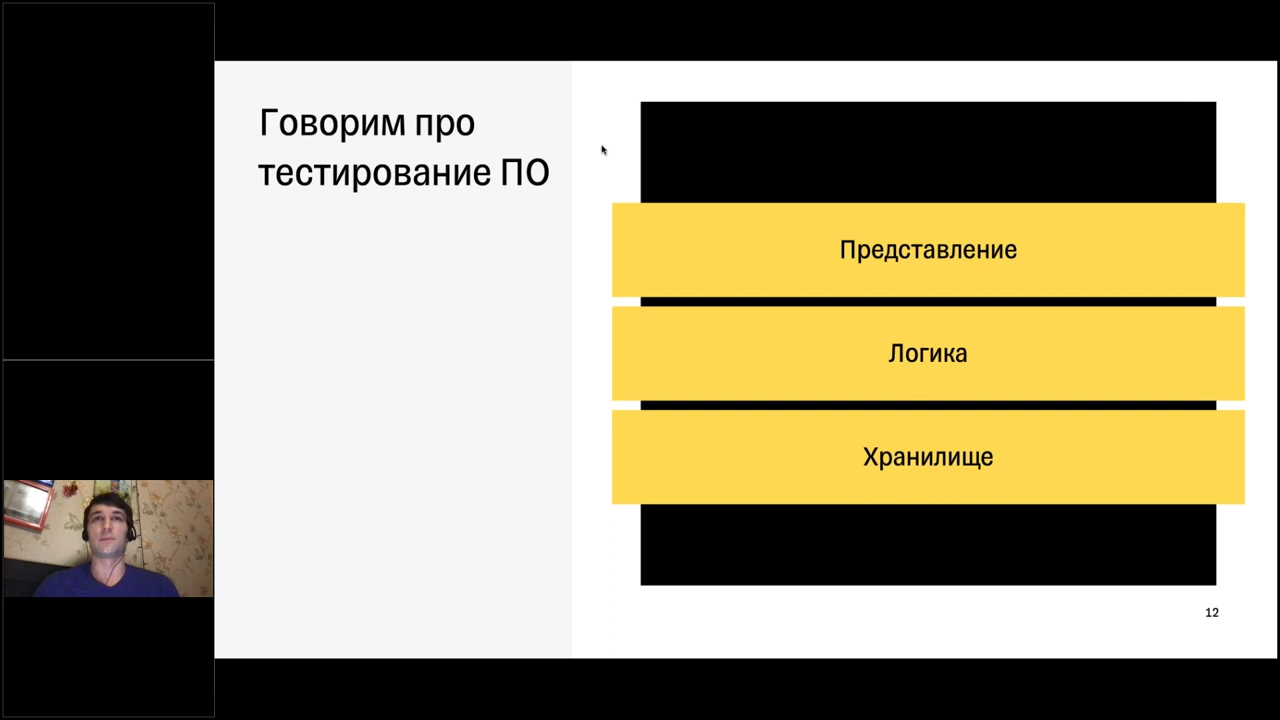 Говорим про
тестирование ПО
Представление
Логика
Хранилище
12